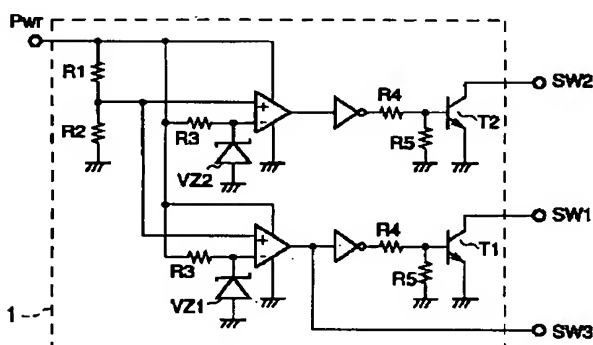 Pwr
R1
R2
R3
VZ2
+
-
R4
R5
T2
SW2
R3
VZ1
+
-
R4
R5
T1
SW1
SW3
1